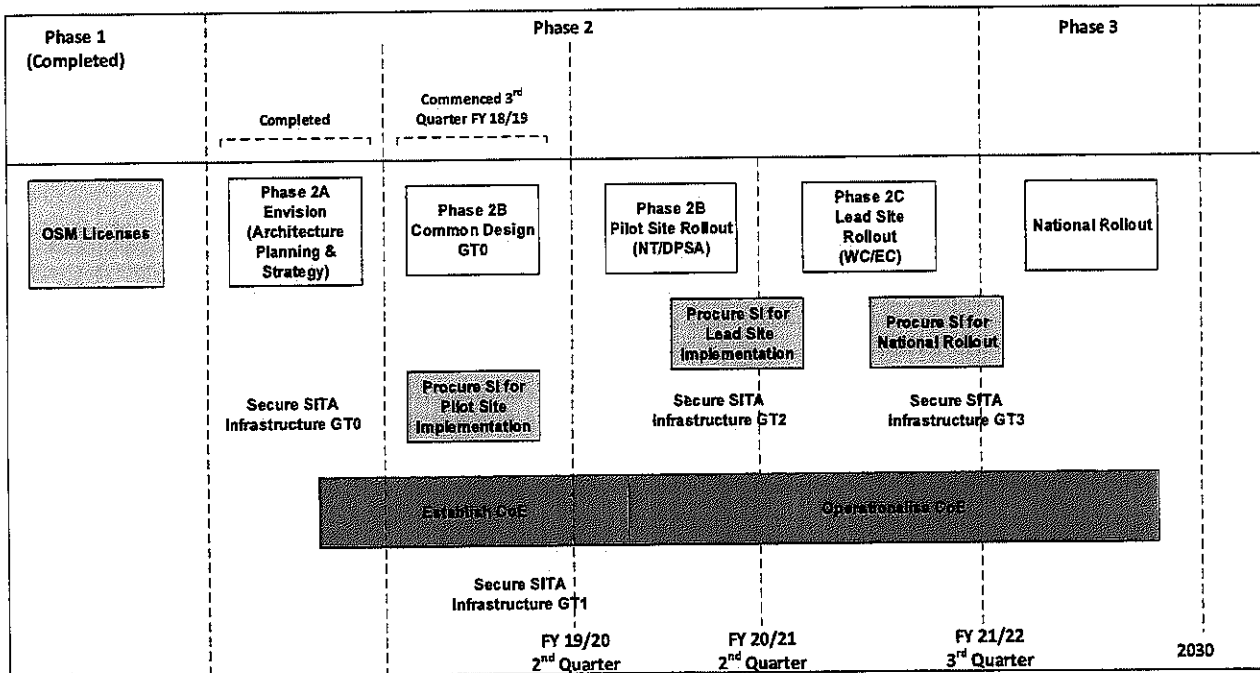 Phase 1
(Completed)
Phase 2
Phase 3
Completed
Commenced 3rd
Quarter FY 18/19
OSM Licenses
Phase 2A
Envision
(Architecture
Planning &
Strategy)
Phase 2B
Common Design
GT0
Phase 2B
Pilot Site Rollout
(NT/DPSA)
Phase 2C
Lead Site
Rollout
(WC/EC)
National Rollout
Procure SI for
Lead Site
Implementation
Procure SI for
National Rollout
Procure SI for
Pilot Site
Implementation
Secure SITA
Infrastructure GT0
Secure SITA
Infrastructure GT2
Secure SITA
Infrastructure GT3
Establish CoE
Operationalise CoE
Secure SITA
Infrastructure GT1
FY 19/20
2nd Quarter
FY 20/21
2nd Quarter
FY 21/22
3rd Quarter
2030